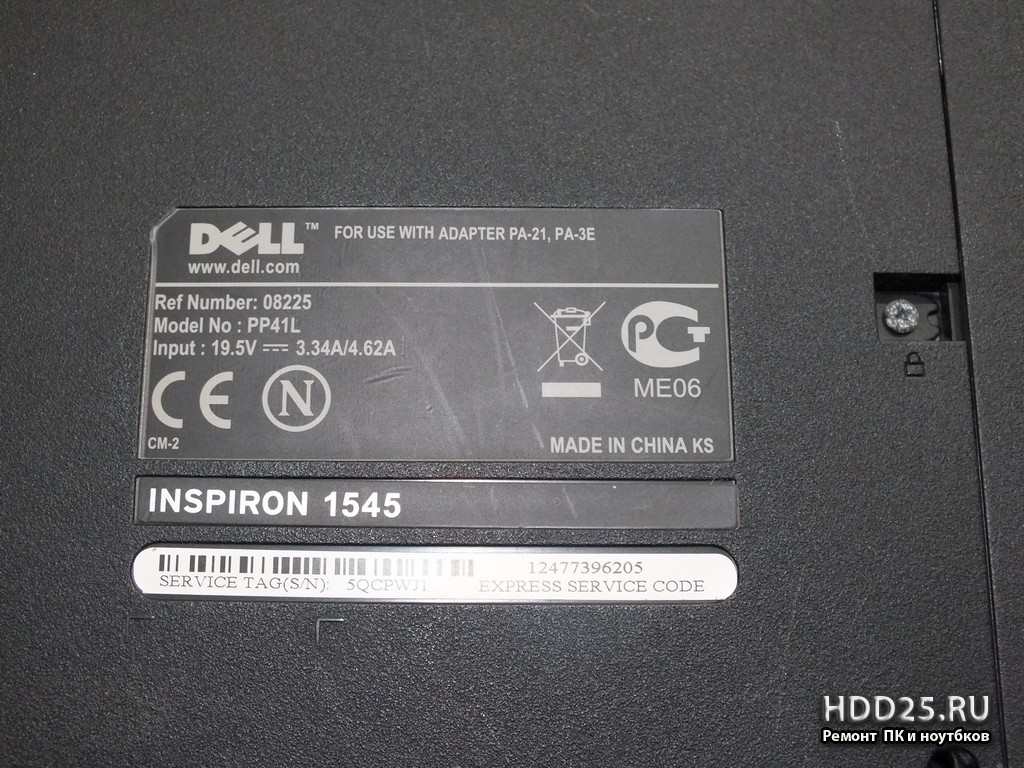 DELL™ FOR USE WITH ADAPTER PA-21, PA-3E
www.dell.com
Ref Number: 08225
Model No : PP41L
Input : 19.5V ⎓ 3.34A/4.62A
CE N
PCT
ME06
CM-2
MADE IN CHINA KS
INSPIRON 1545
12477396205
SERVICE TAG(S/N): 5QCPWJ1 EXPRESS SERVICE CODE
HDD25.RU
Ремонт ПК и ноутбков